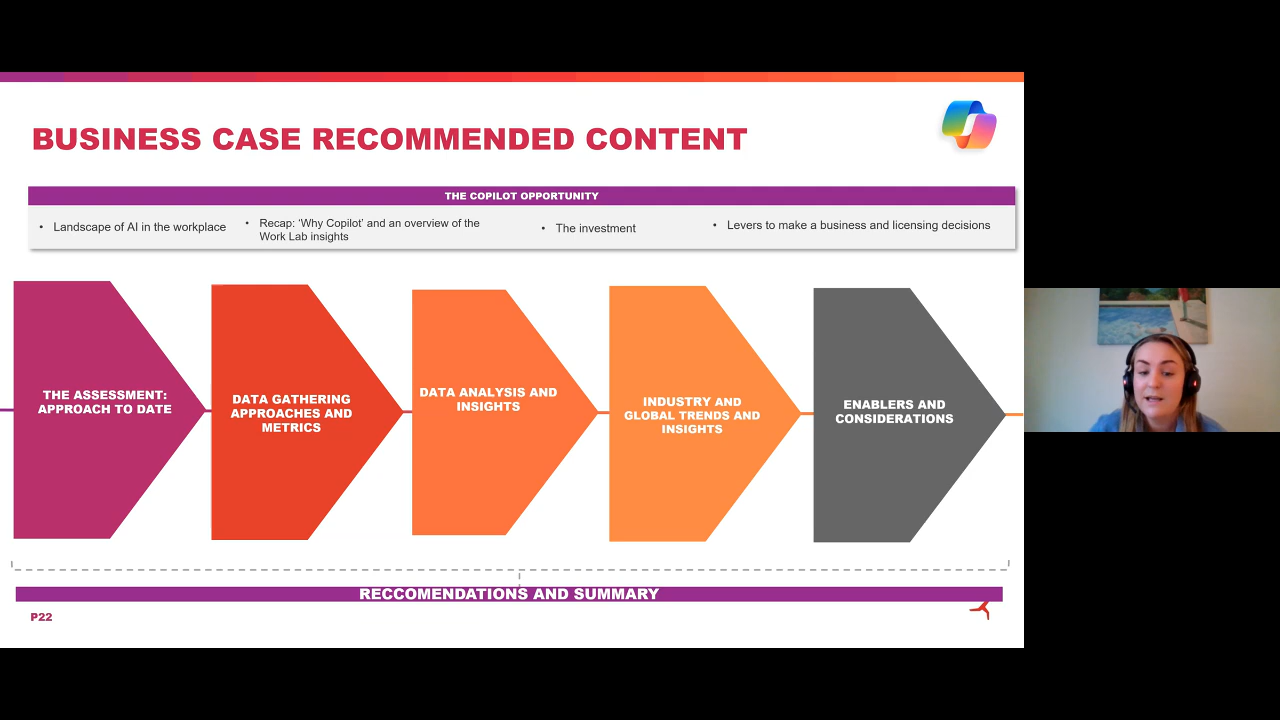 BUSINESS CASE RECOMMENDED CONTENT
THE COPILOT OPPORTUNITY
• Landscape of AI in the workplace
• Recap: ‘Why Copilot’ and an overview of the
Work Lab insights
• The investment
• Levers to make a business and licensing decisions
THE ASSESSMENT:
APPROACH TO DATE
DATA GATHERING
APPROACHES AND
METRICS
DATA ANALYSIS AND
INSIGHTS
INDUSTRY AND
GLOBAL TRENDS AND
INSIGHTS
ENABLERS AND
CONSIDERATIONS
RECCOMENDATIONS AND SUMMARY
P22